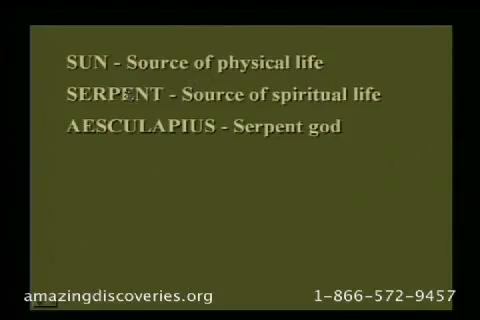 SUN - Source of physical life
SERPENT - Source of spiritual life
AESCULAPIUS - Serpent god
amazingdiscoveries.org 1-866-572-9457